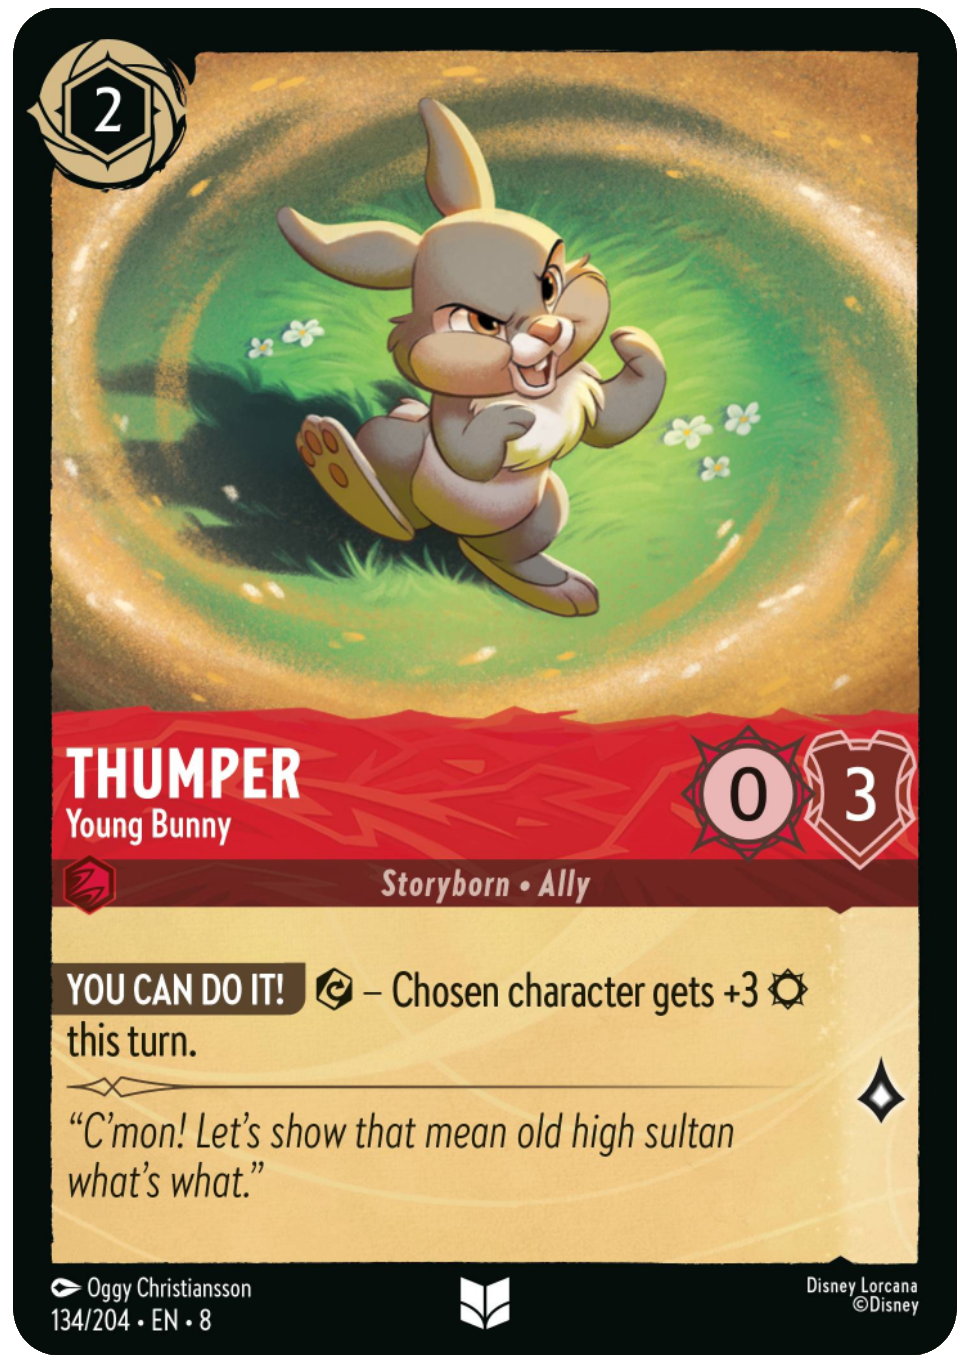 2
THUMPER
Young Bunny
0
3
Storyborn • Ally
YOU CAN DO IT! – Chosen character gets +3
this turn.
“C’mon! Let’s show that mean old high sultan
what’s what.”
Oggy Christiansson
134/204 • EN • 8
Disney Lorcana
©Disney